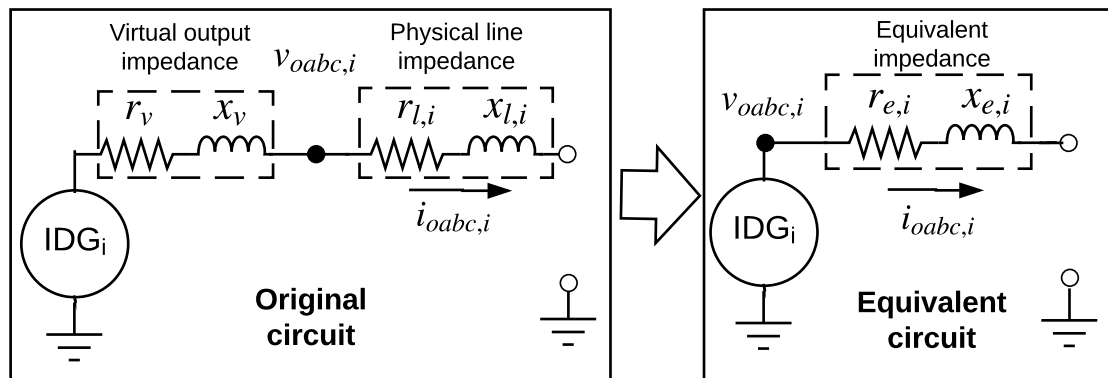 Virtual output
impedance
v_{oabc,i}
Physical line
impedance
r_v
x_v
r_{l,i}
x_{l,i}
i_{oabc,i}
IDG_i
Original
circuit
Equivalent
impedance
v_{oabc,i}
r_{e,i}
x_{e,i}
i_{oabc,i}
IDG_i
Equivalent
circuit